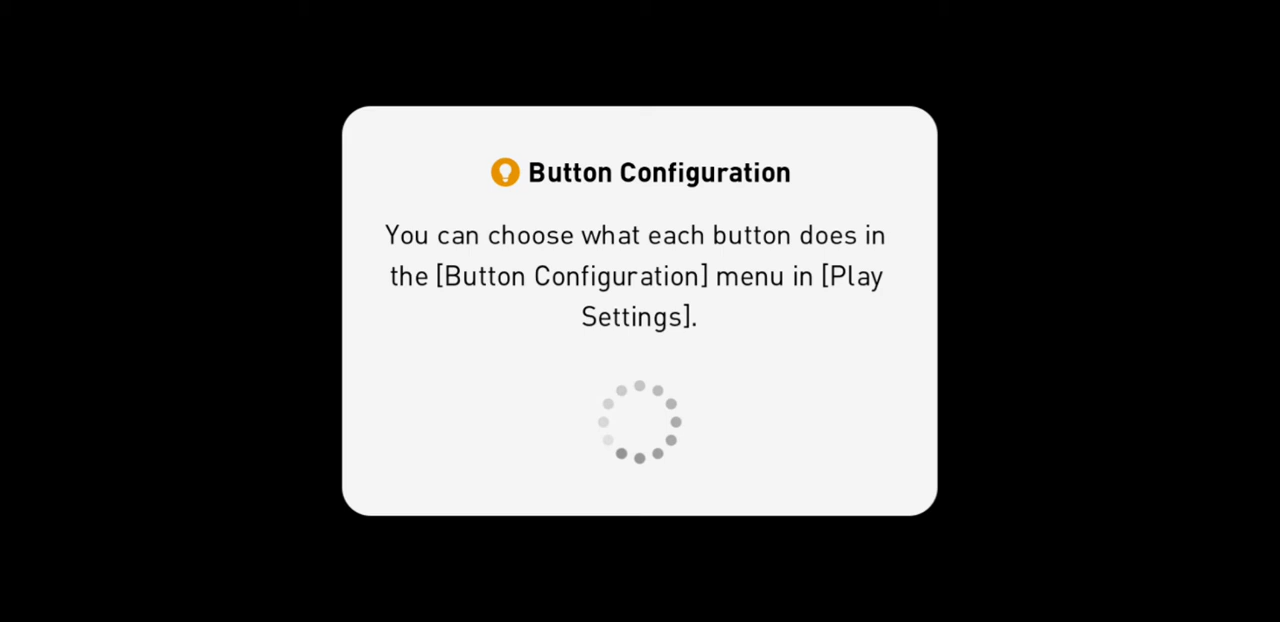 Button Configuration
You can choose what each button does in
the [Button Configuration] menu in [Play
Settings].